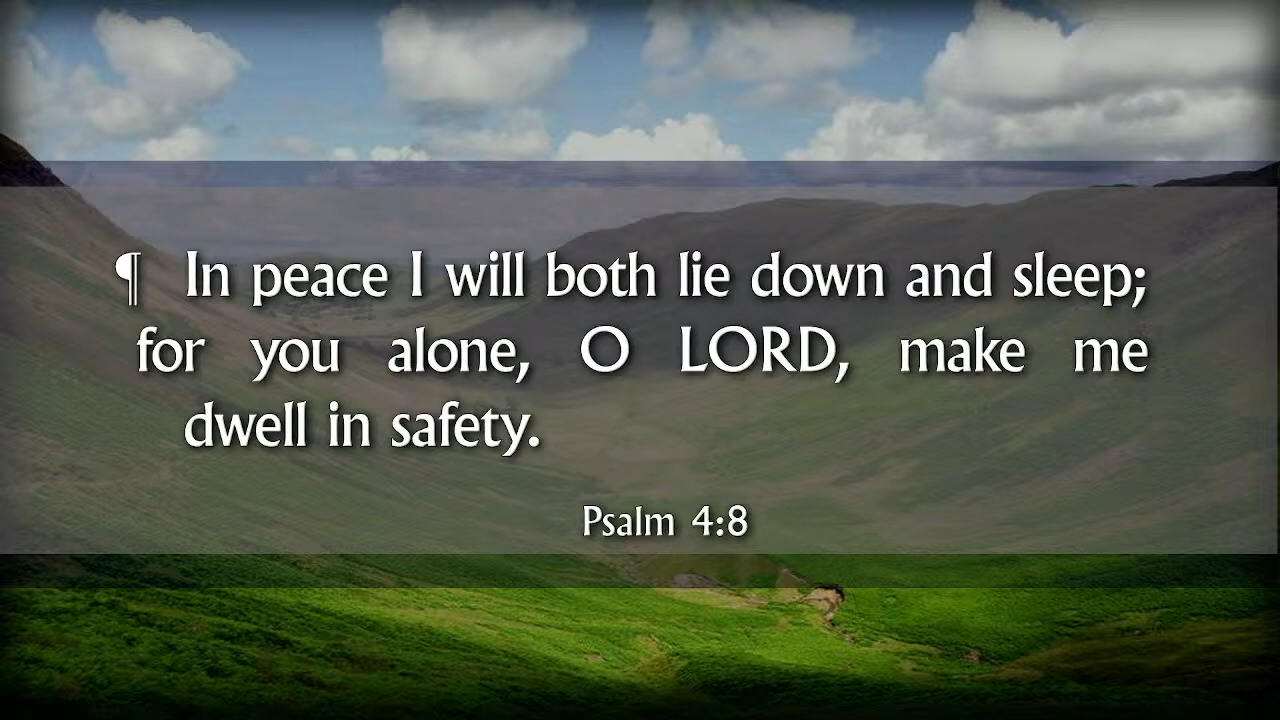 ¶ In peace I will both lie down and sleep;
for you alone, O LORD, make me
dwell in safety.
Psalm 4:8